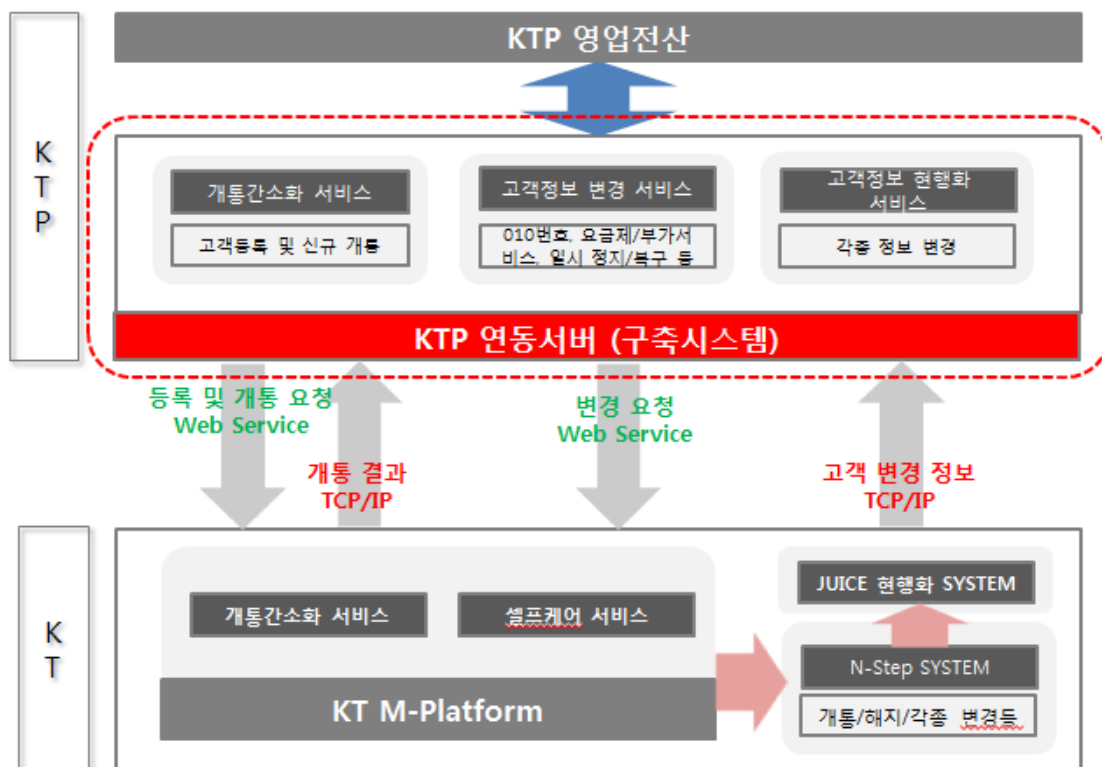 KTP 영업전산
K
T
P
개통간소화 서비스
고객등록 및 신규 개통
고객정보 변경 서비스
010번호, 요금제/부가서
비스, 일시 정지/복구 등
고객정보 현행화
서비스
각종 정보 변경
KTP 연동서버 (구축시스템)
등록 및 개통 요청
Web Service
개통 결과
TCP/IP
변경 요청
Web Service
고객 변경 정보
TCP/IP
K
T
개통간소화 서비스
셀프케어 서비스
KT M-Platform
JUICE 현행화 SYSTEM
N-Step SYSTEM
개통/해지/각종 변경등